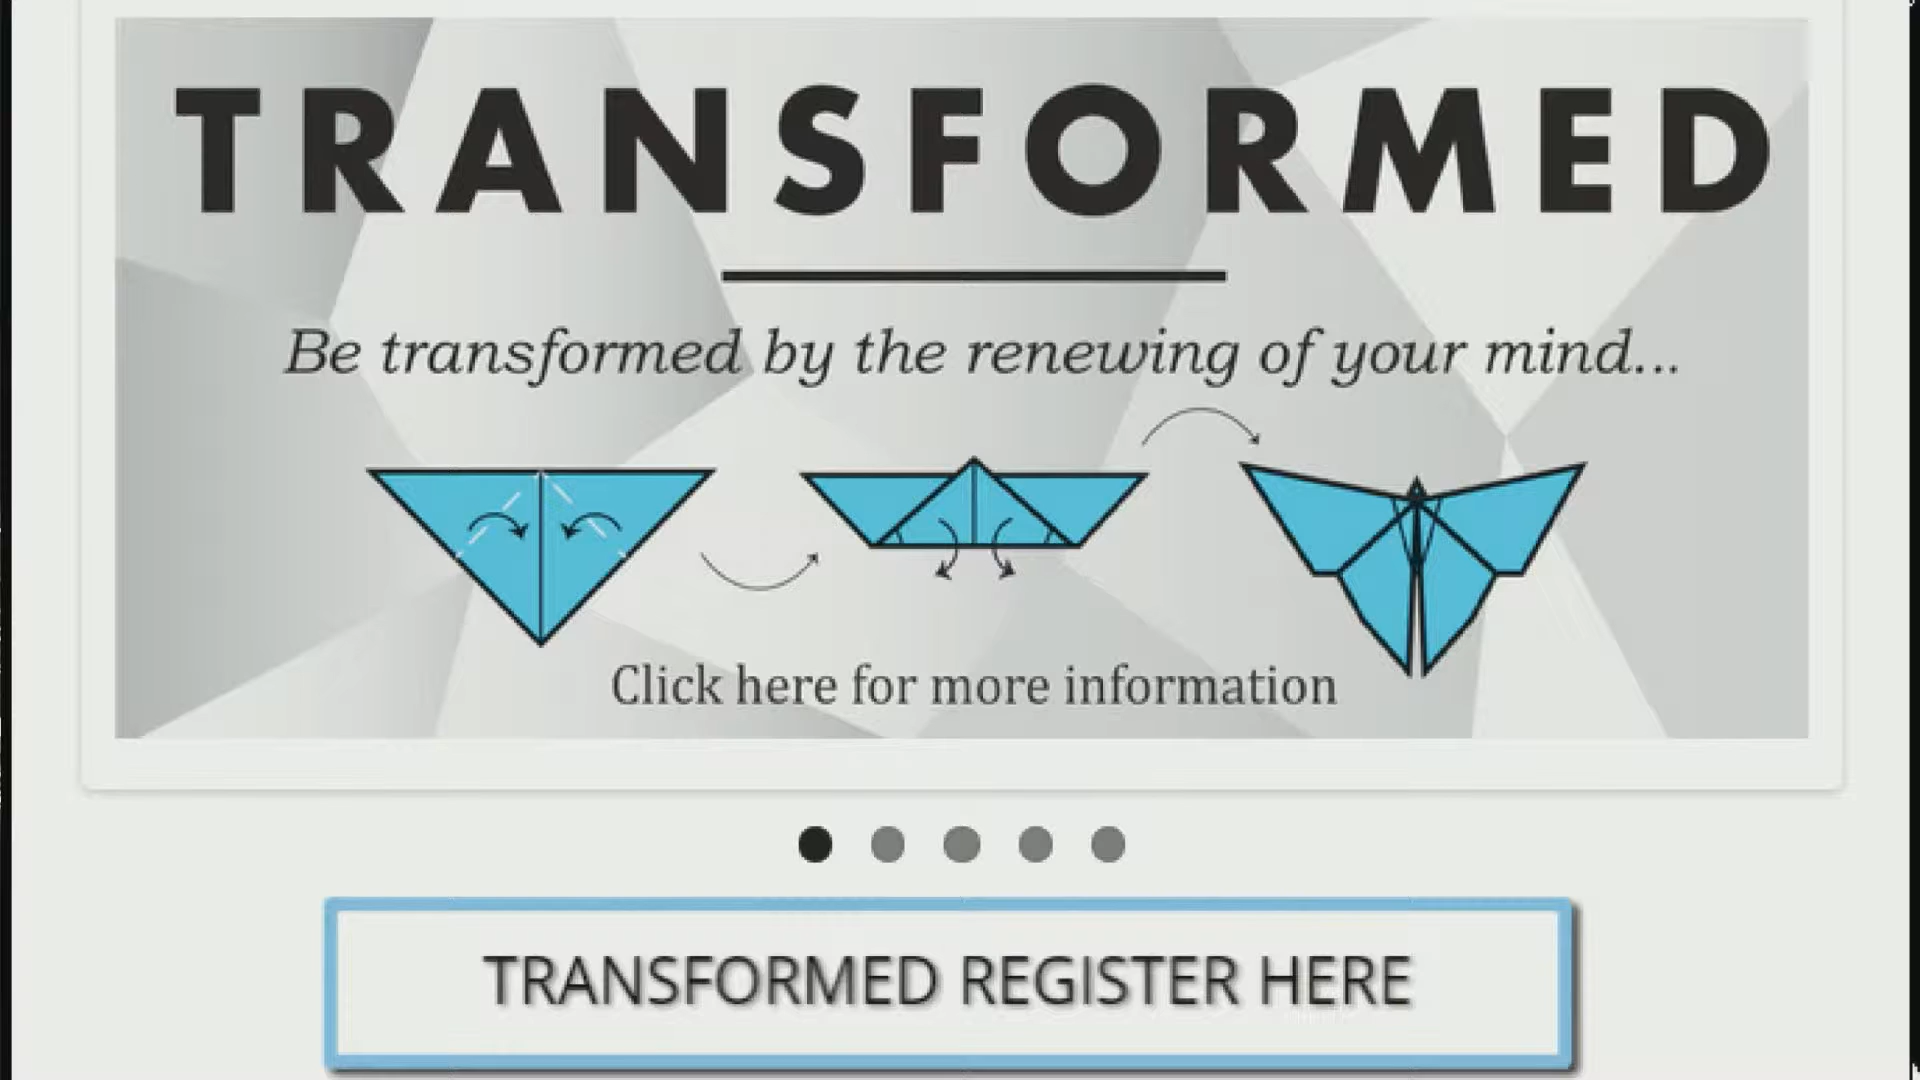 TRANSFORMED
Be transformed by the renewing of your mind...
Click here for more information
TRANSFORMED REGISTER HERE